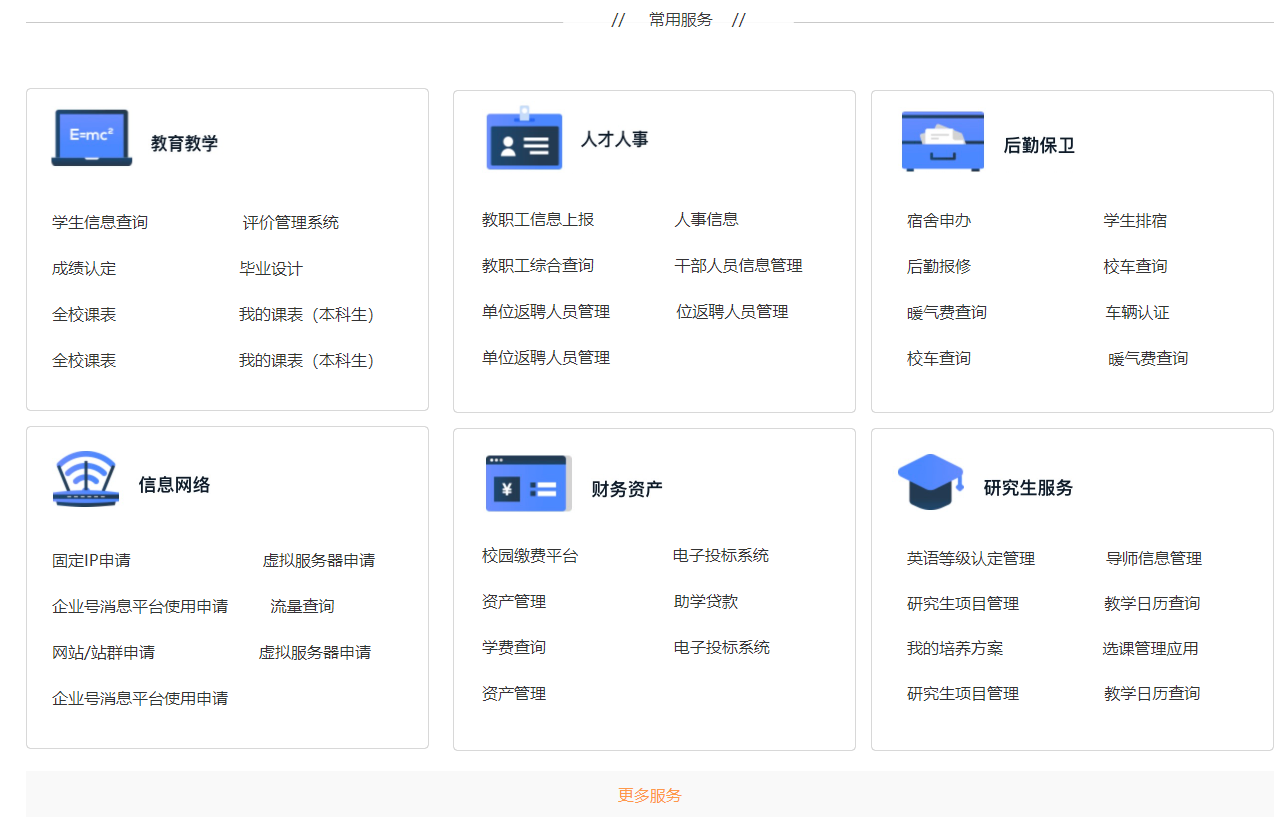 // 常用服务 //
E=mc²
教育教学
学生信息查询 评价管理系统
成绩认定 毕业设计
全校课表 我的课表（本科生）
全校课表 我的课表（本科生）
人才人事
教职工信息上报 人事信息
教职工综合查询 干部人员信息管理
单位返聘人员管理 位返聘人员管理
单位返聘人员管理
后勤保卫
宿舍申办 学生排宿
后勤报修 校车查询
暖气费查询 车辆认证
校车查询 暖气费查询
信息网络
固定IP申请 虚拟服务器申请
企业号消息平台使用申请 流量查询
网站/站群申请 虚拟服务器申请
企业号消息平台使用申请
¥
财务资产
校园缴费平台 电子投标系统
资产管理 助学贷款
学费查询 电子投标系统
资产管理
研究生服务
英语等级认定管理 导师信息管理
研究生项目管理 教学日历查询
我的培养方案 选课管理应用
研究生项目管理 教学日历查询
更多服务